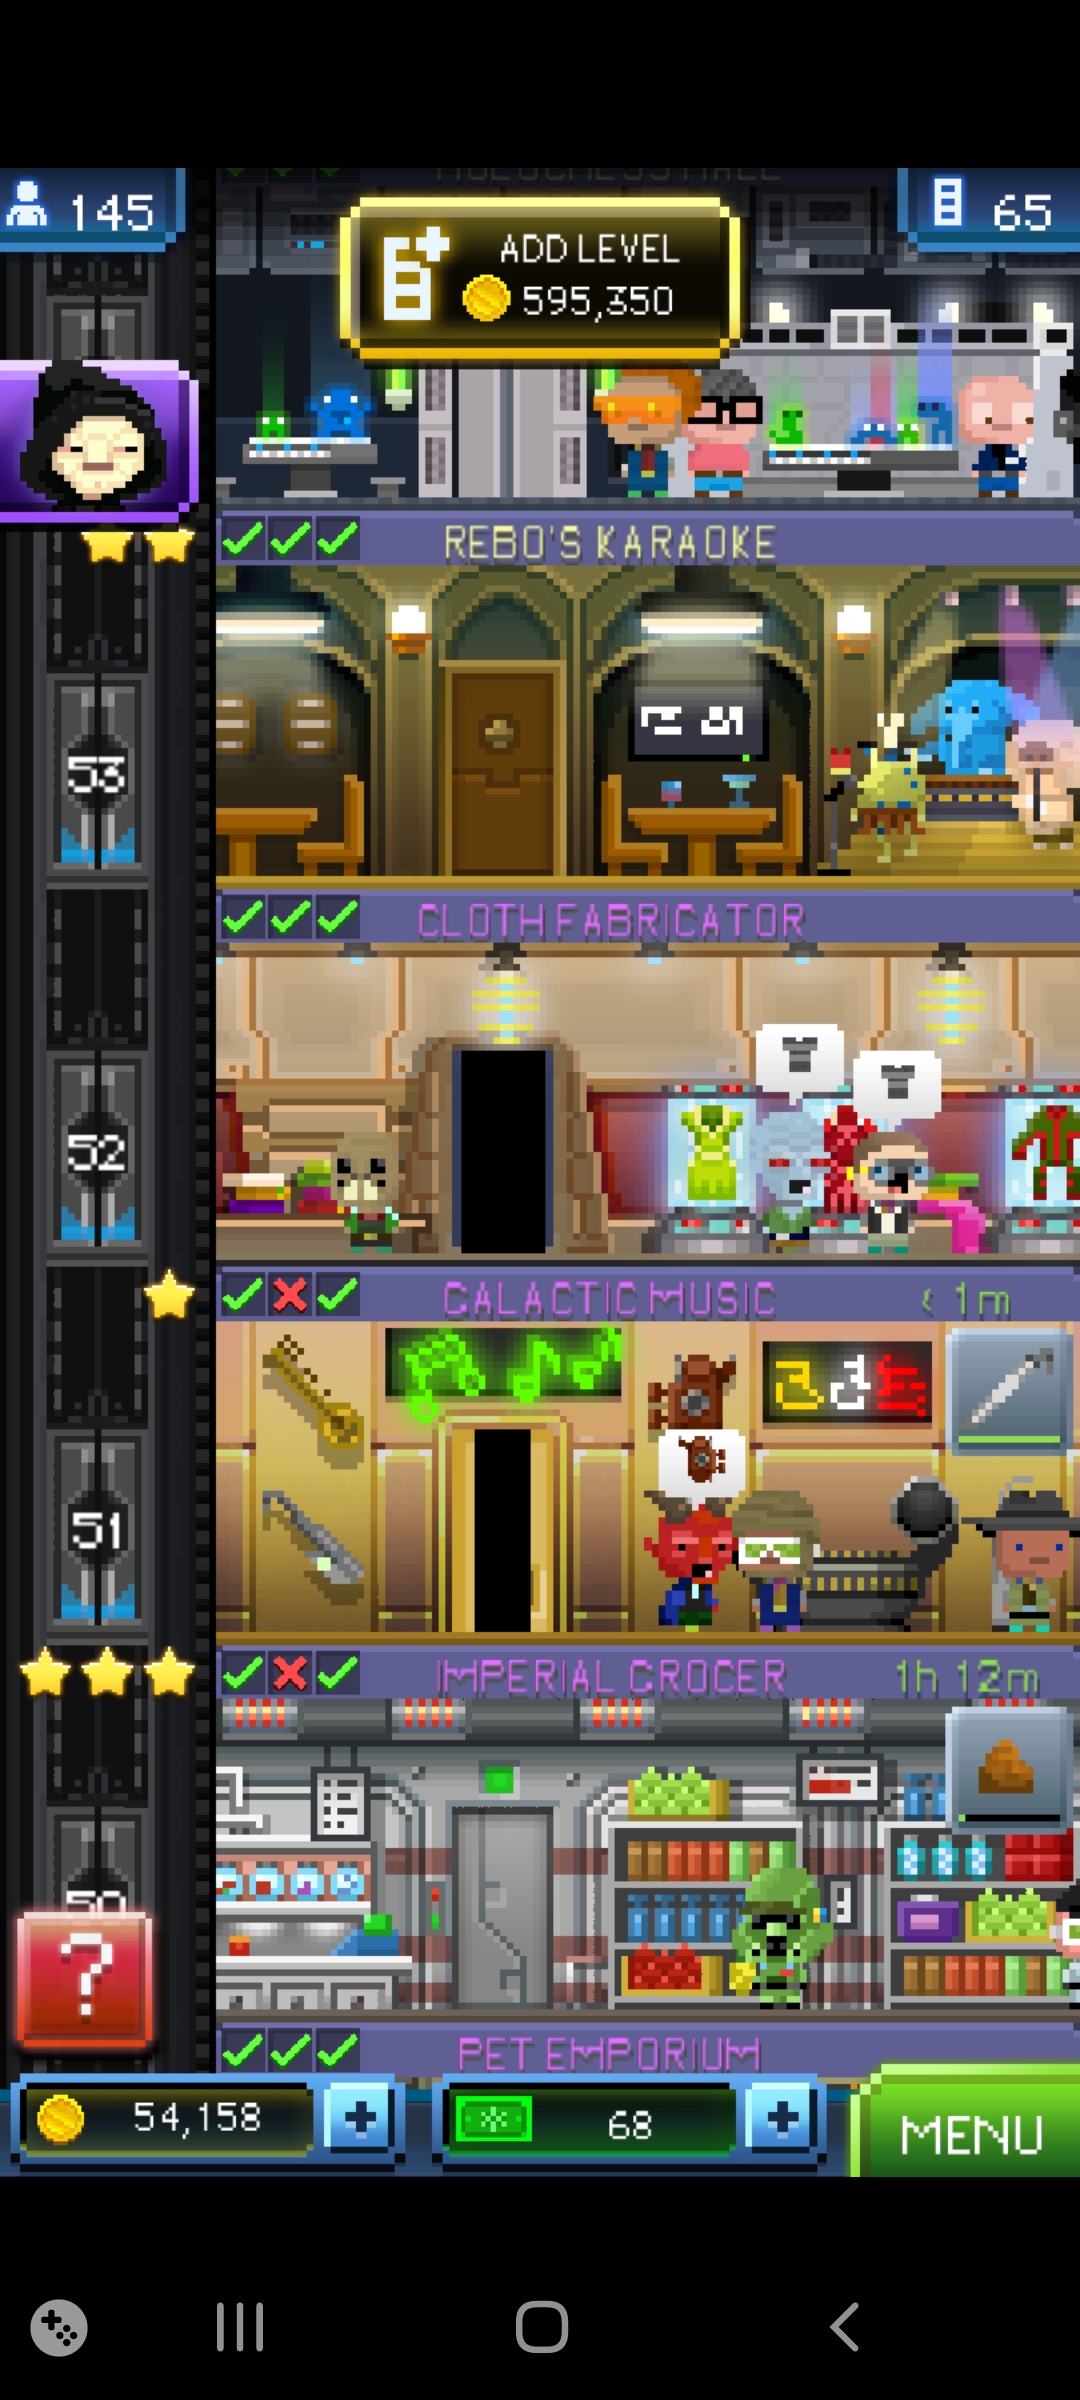 145
ADD LEVEL
595,350
65
REBO'S KARAOKE
53
CLOTH FABRICATOR
52
GALACTIC MUSIC
< 1m
51
IMPERIAL GROCER
1h 12m
50
?
PET EMPORIUM
54,158
+
68
+
MENU